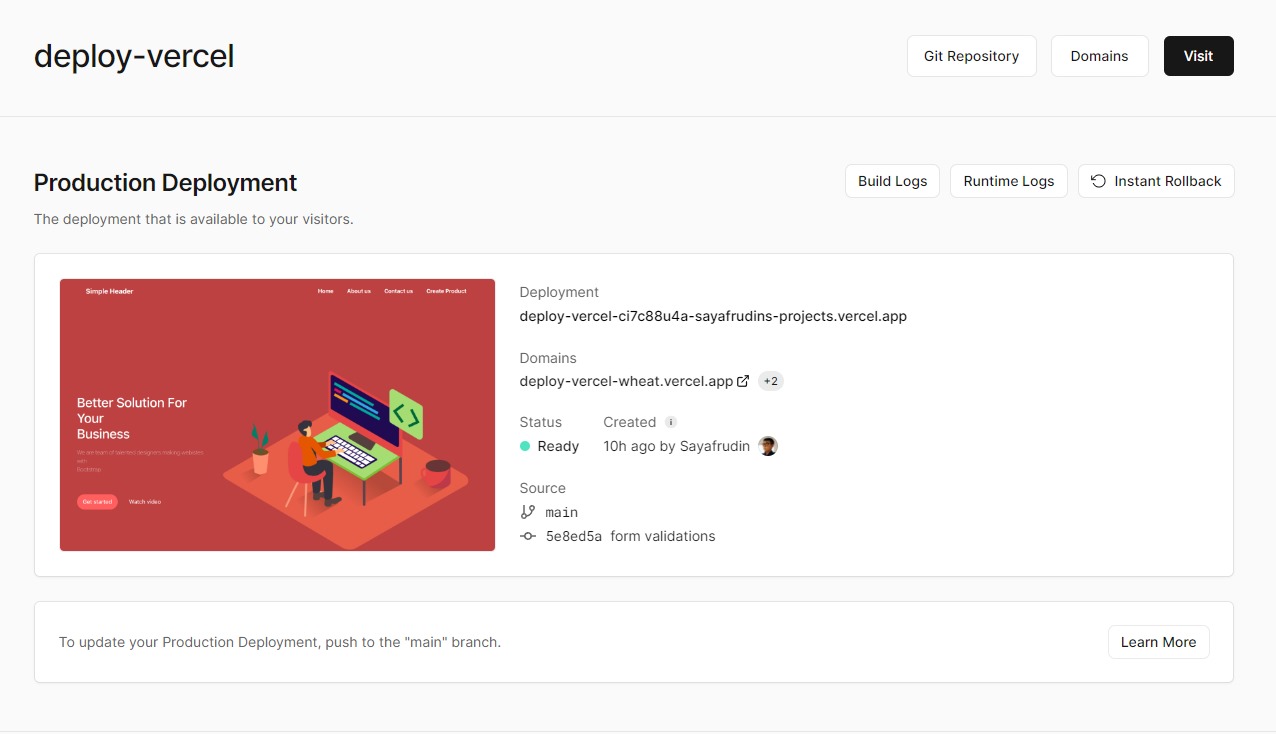 deploy-vercel
Git Repository
Domains
Visit
Production Deployment
Build Logs
Runtime Logs
Instant Rollback
The deployment that is available to your visitors.
Simple Header
Home
About us
Contact us
Create Product
Better Solution For
Your
Business
We are team of talented designers making websites
with
Bootstrap
Get started
Watch video
Deployment
deploy-vercel-ci7c88u4a-sayafrudins-projects.vercel.app
Domains
deploy-vercel-wheat.vercel.app
+2
Status
Created
Ready
10h ago by Sayafrudin
Source
main
5e8ed5a form validations
To update your Production Deployment, push to the "main" branch.
Learn More